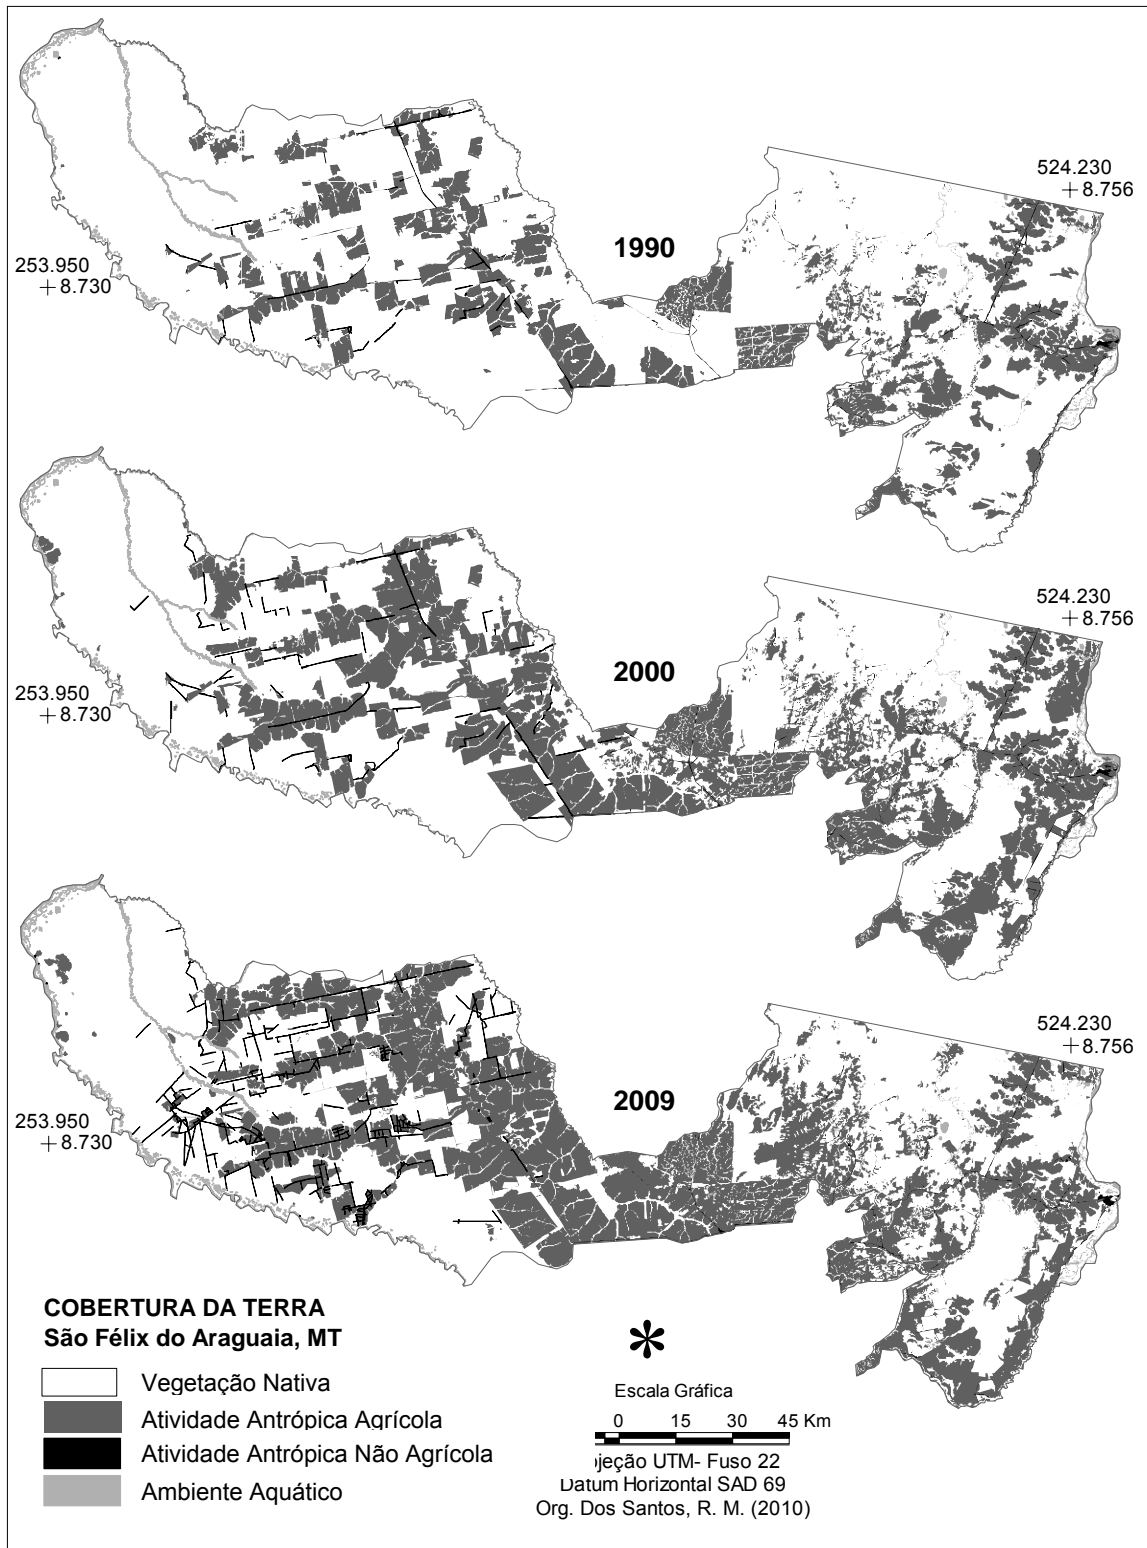 524.230
+8.756
1990
253.950
+8.730
524.230
+8.756
2000
253.950
+8.730
524.230
+8.756
2009
253.950
+8.730
COBERTURA DA TERRA
São Félix do Araguaia, MT
Vegetação Nativa
Atividade Antrópica Agrícola
Atividade Antrópica Não Agrícola
Ambiente Aquático
*
Escala Gráfica
0 15 30 45 Km
jeção UTM- Fuso 22
Datum Horizontal SAD 69
Org. Dos Santos, R. M. (2010)